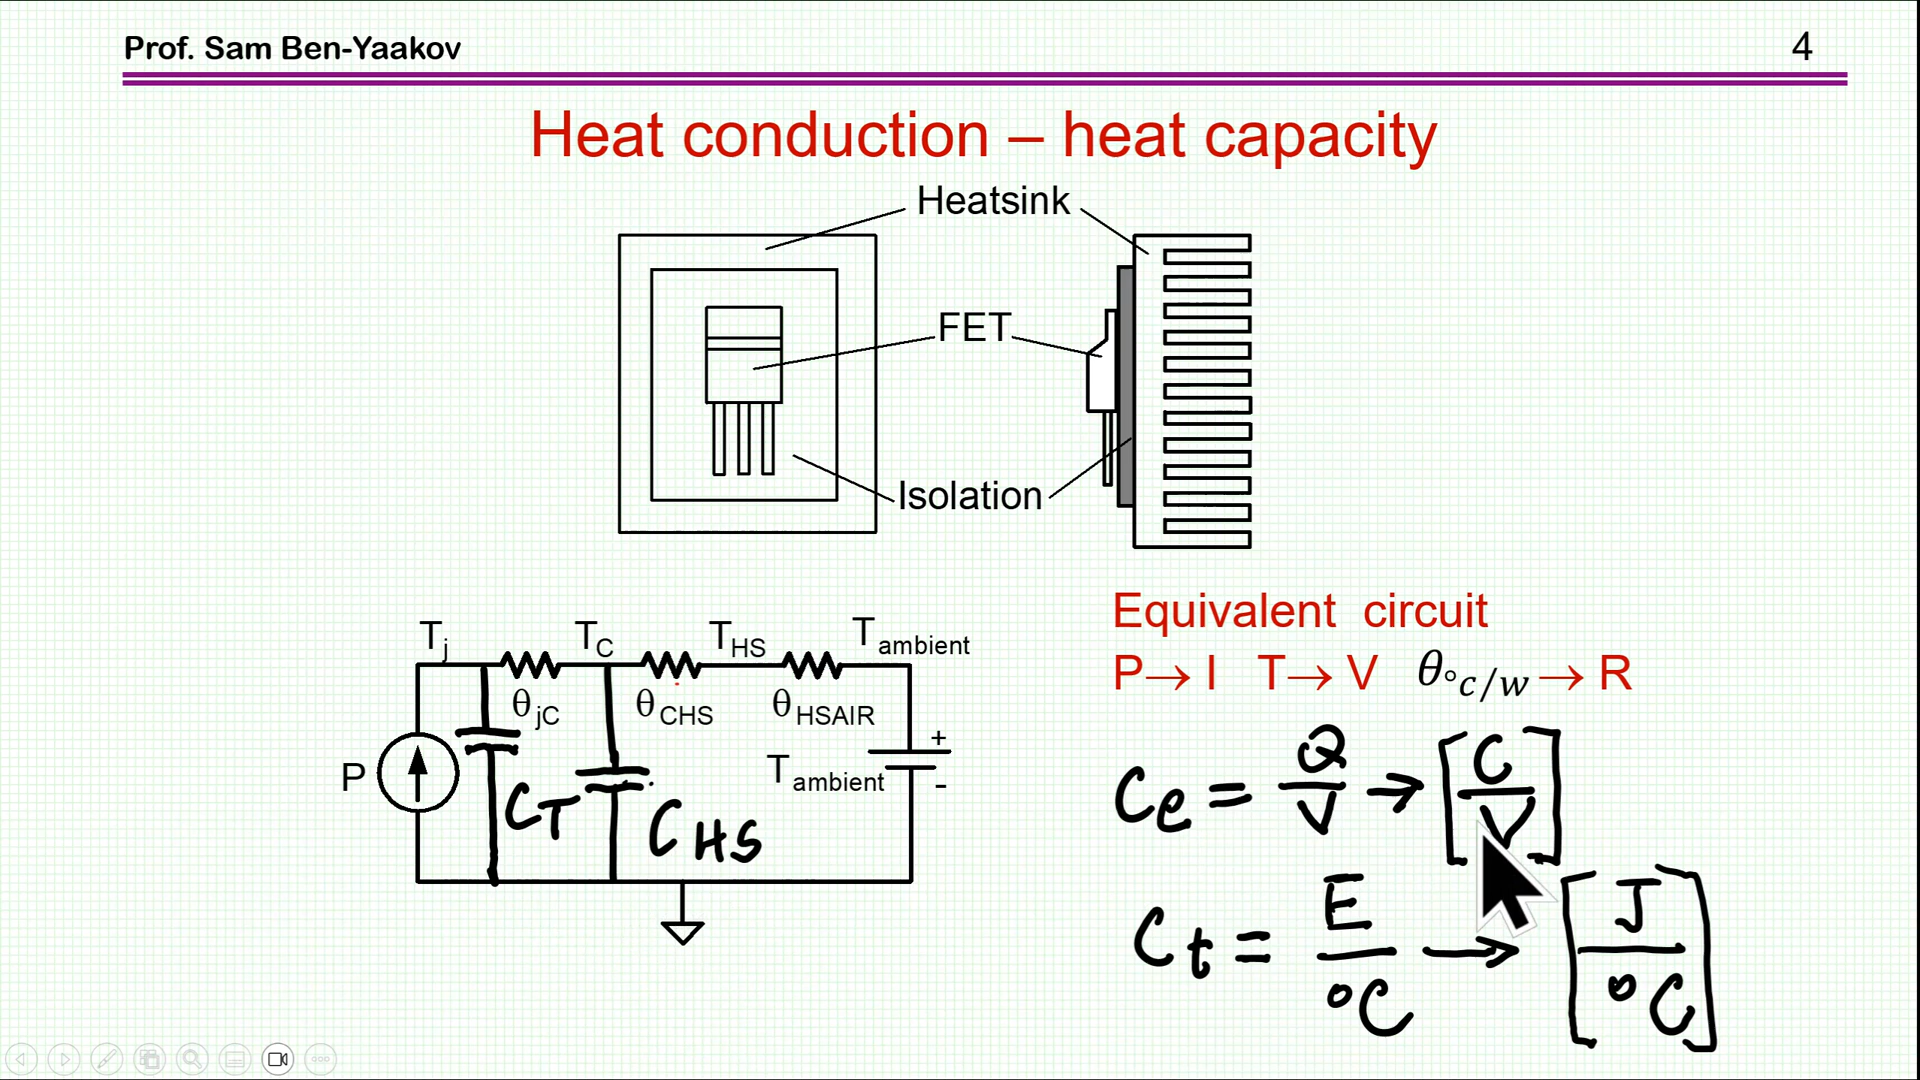 Prof. Sam Ben-Yaakov
4
Heat conduction – heat capacity
Heatsink
FET
Isolation
Equivalent circuit
P→ I T→ V θ°c/w → R
Tj TC THS Tambient
θjC θCHS θHSAIR
P
Tambient
+
-
CT CHS
Ce = Q/V → [C/V]
Ct = E/°C → [J/°C]